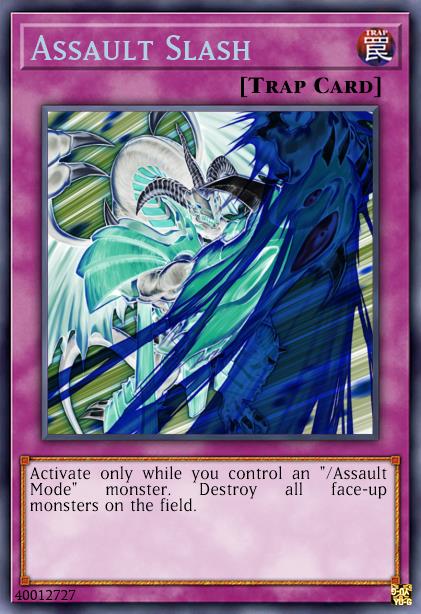 Assault Slash
TRAP
罠
[Trap Card]
Activate only while you control an "/Assault
Mode" monster. Destroy all face-up
monsters on the field.
40012727